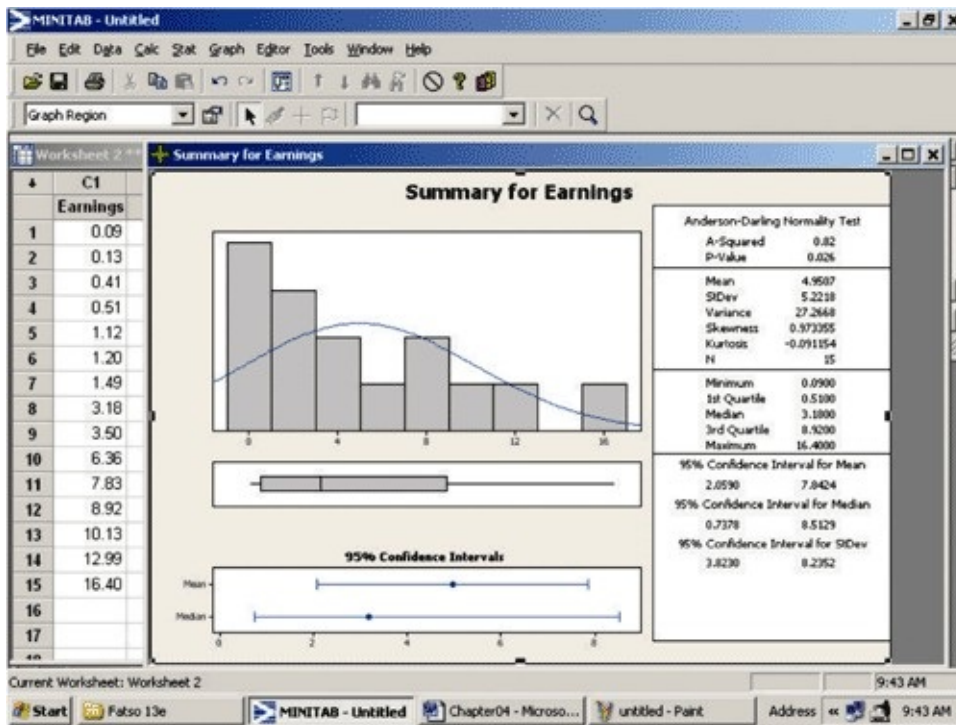 MINITAB - Untitled
File Edit Data Calc Stat Graph Editor Tools Window Help
Graph Region
Worksheet 2 **
Summary for Earnings
C1
Earnings
1 0.09
2 0.13
3 0.41
4 0.51
5 1.12
6 1.20
7 1.49
8 3.18
9 3.50
10 6.36
11 7.83
12 8.92
13 10.13
14 12.99
15 16.40
16
17
Summary for Earnings
0 4 8 12 16
95% Confidence Intervals
Mean
Median
0 2 4 6 8
Anderson-Darling Normality Test
A-Squared 0.82
P-Value 0.026
Mean 4.9507
StDev 5.2218
Variance 27.2668
Skewness 0.973355
Kurtosis -0.091154
N 15
Minimum 0.0900
1st Quartile 0.5100
Median 3.1800
3rd Quartile 8.9200
Maximum 16.4000
95% Confidence Interval for Mean
2.0590 7.8424
95% Confidence Interval for Median
0.7378 8.5129
95% Confidence Interval for StDev
3.8230 8.2352
Current Worksheet: Worksheet 2
9:43 AM
Start Fatso 13e MINITAB - Untitled Chapter04 - Microso... untitled - Paint Address « 9:43 AM